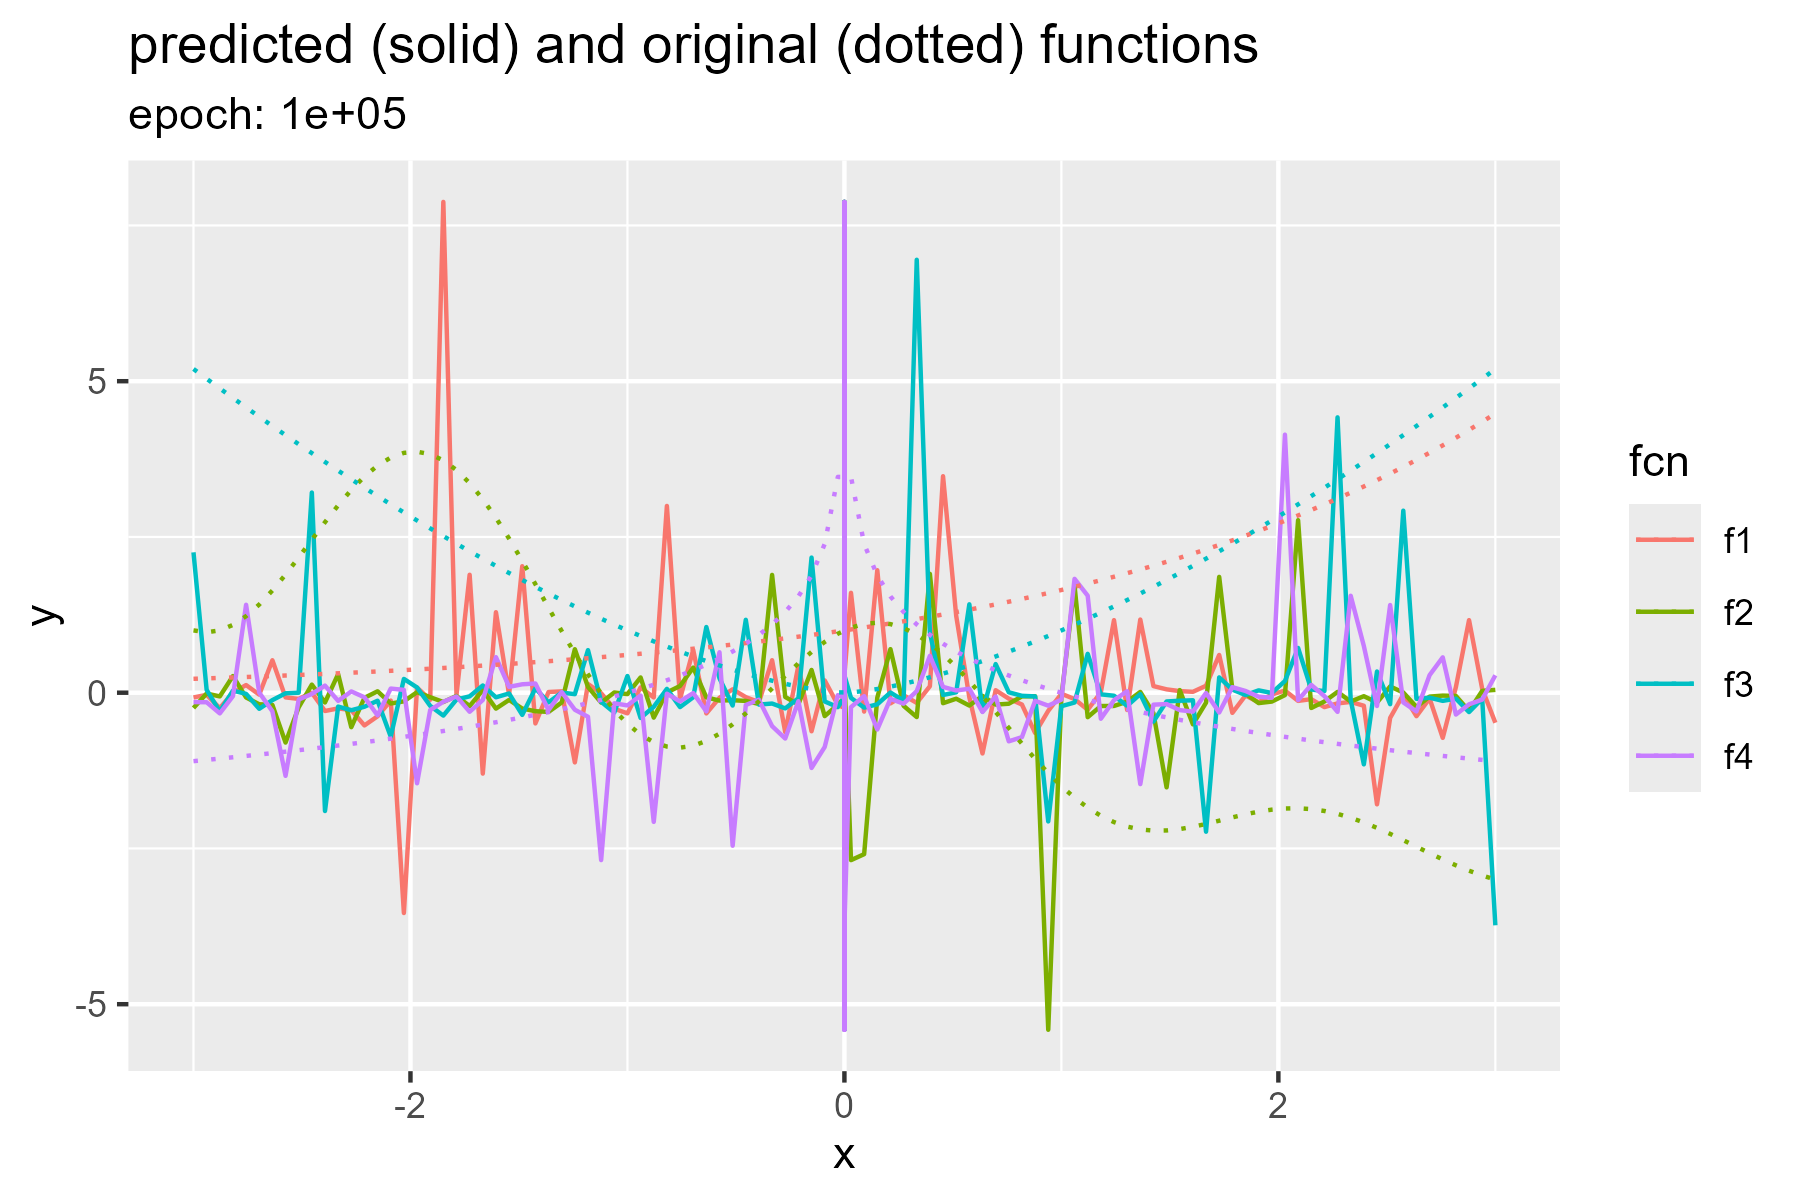 predicted (solid) and original (dotted) functions
epoch: 1e+05
y
5
0
-5
-2
0
2
x
fcn
f1
f2
f3
f4